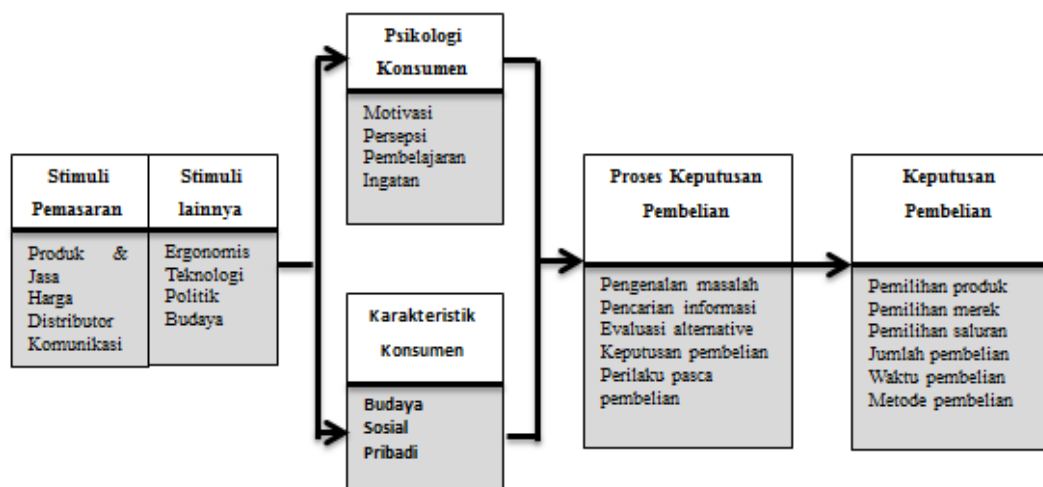 Stimuli
Pemasaran
Produk &
Jasa
Harga
Distributor
Komunikasi
Stimuli
lainnya
Ergonomis
Teknologi
Politik
Budaya
Psikologi
Konsumen
Motivasi
Persepsi
Pembelajaran
Ingatan
Karakteristik
Konsumen
Budaya
Sosial
Pribadi
Proses Keputusan
Pembelian
Pengenalan masalah
Pencarian informasi
Evaluasi alternative
Keputusan pembelian
Perilaku pasca
pembelian
Keputusan
Pembelian
Pemilihan produk
Pemilihan merek
Pemilihan saluran
Jumlah pembelian
Waktu pembelian
Metode pembelian